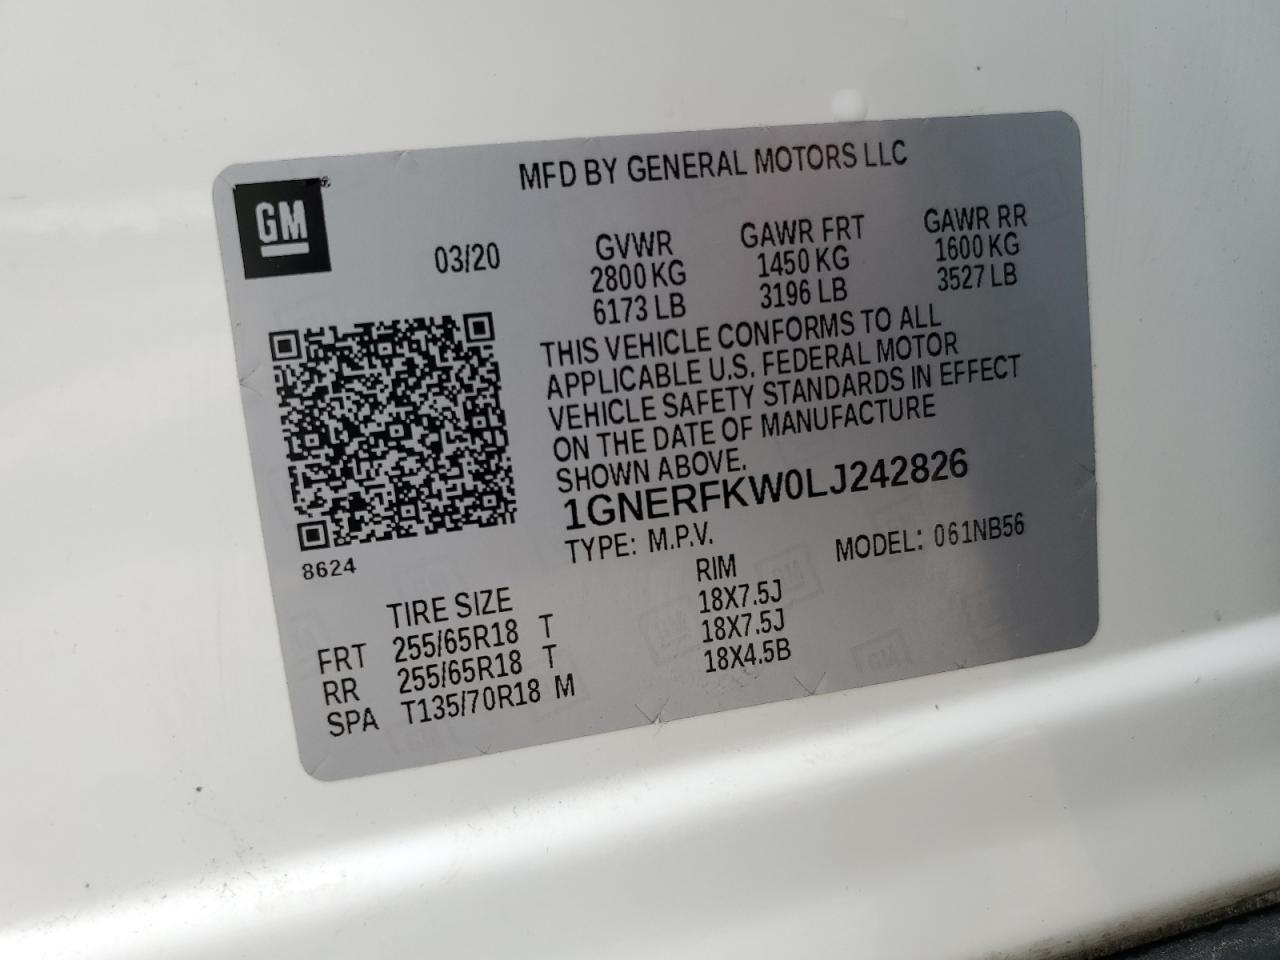 MFD BY GENERAL MOTORS LLC
GM
03/20
GVWR
2800 KG
6173 LB
GAWR FRT
1450 KG
3196 LB
GAWR RR
1600 KG
3527 LB
THIS VEHICLE CONFORMS TO ALL
APPLICABLE U.S. FEDERAL MOTOR
VEHICLE SAFETY STANDARDS IN EFFECT
ON THE DATE OF MANUFACTURE
SHOWN ABOVE.
1GNERFKW0LJ242826
TYPE: M.P.V. MODEL: 061NB56
8624
TIRE SIZE RIM
FRT 255/65R18 T 18X7.5J
RR 255/65R18 T 18X7.5J
SPA T135/70R18 M 18X4.5B